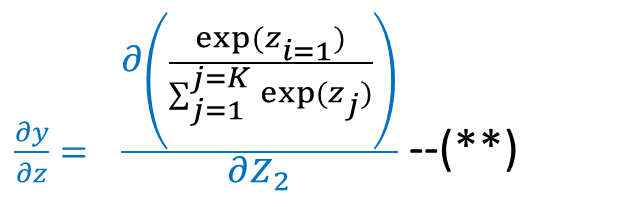 ∂y/∂z = ∂(exp(z_{i=1}) / ∑_{j=1}^{j=K} exp(z_j)) / ∂Z_2 --(**)